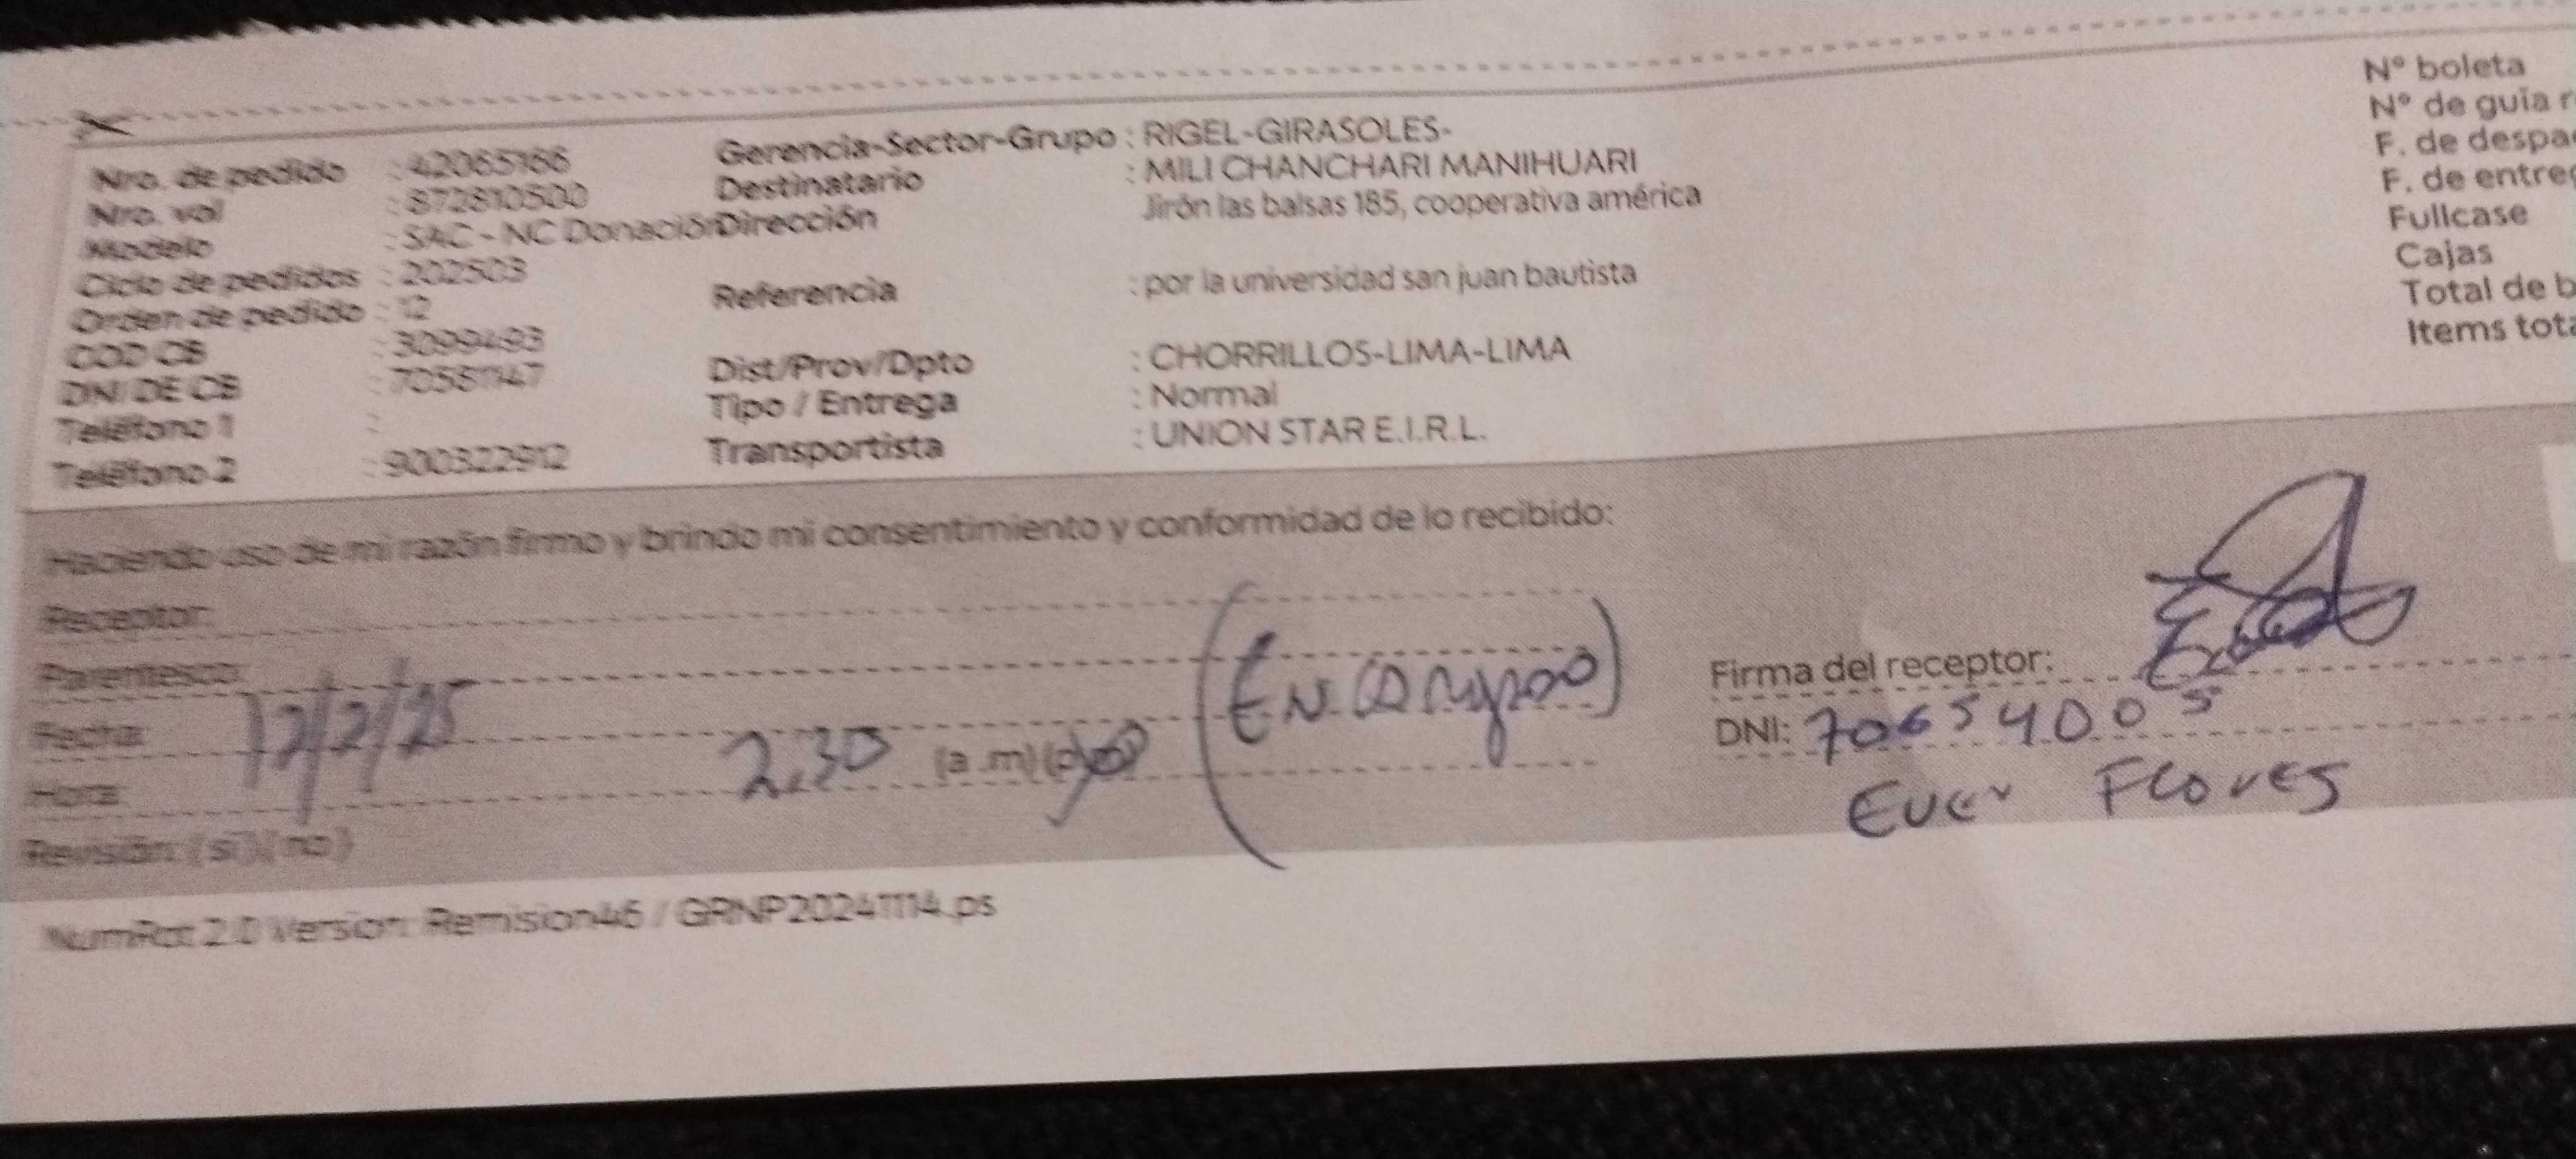 Nro. de pedido : 42065166
Nro. vol : 872810500
Modelo : SAC - NC Donación
Ciclo de pedidos : 202503
Orden de pedido : 12
COD CB : 3099493
DNI DE CB : 70581147
Teléfono 1 :
Teléfono 2 : 900322912
Gerencia-Sector-Grupo : RIGEL-GIRASOLES-
Destinatario : MILI CHANCHARI MANIHUARI
Dirección Jirón las balsas 185, cooperativa américa
Referencia : por la universidad san juan bautista
Dist/Prov/Dpto : CHORRILLOS-LIMA-LIMA
Tipo / Entrega : Normal
Transportista : UNION STAR E.I.R.L.
N° boleta
N° de guía
F. de
F. de
Fullcase
Cajas
Total de
Items
Haciendo uso de mi razón firmo y brindo mi consentimiento y conformidad de lo recibido:
Receptor:
Parentesco:
Fecha: 12/2/25
Hora: 2.30 (a .m)
Revisión: (si) (no)
Firma del receptor:
DNI: 70654005
Ever Flores
NumRot 2.0 Version: Remision46 / GRNP20241114.ps